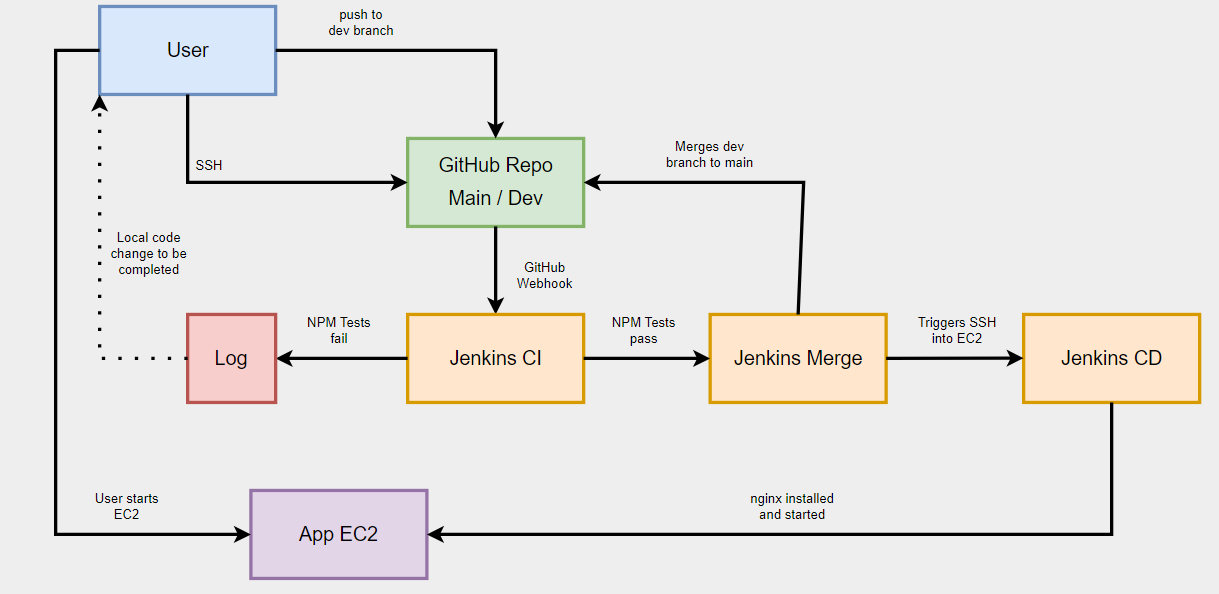 push to
dev branch
User
Merges dev
branch to main
SSH
GitHub Repo
Main / Dev
Local code
change to be
completed
GitHub
Webhook
NPM Tests
fail
NPM Tests
pass
Triggers SSH
into EC2
Log
Jenkins CI
Jenkins Merge
Jenkins CD
User starts
EC2
nginx installed
and started
App EC2